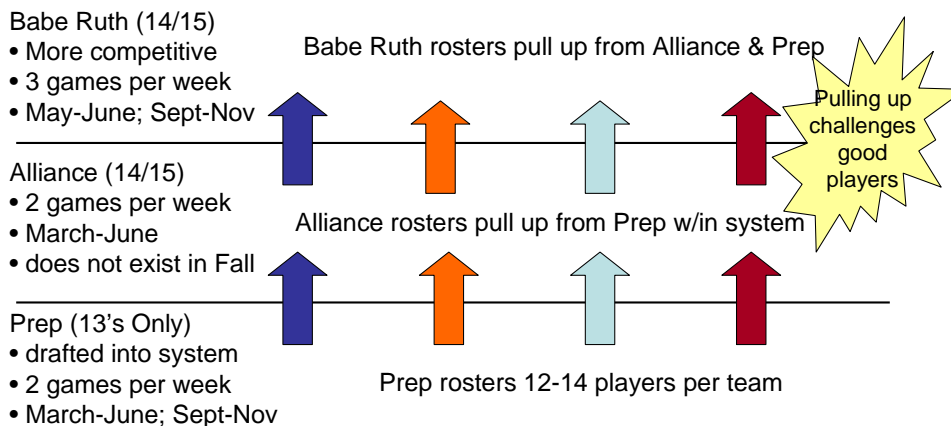 Babe Ruth (14/15)
• More competitive
• 3 games per week
• May-June; Sept-Nov
Babe Ruth rosters pull up from Alliance & Prep
Pulling up
challenges
good
players
Alliance (14/15)
• 2 games per week
• March-June
• does not exist in Fall
Alliance rosters pull up from Prep w/in system
Prep (13's Only)
• drafted into system
• 2 games per week
• March-June; Sept-Nov
Prep rosters 12-14 players per team